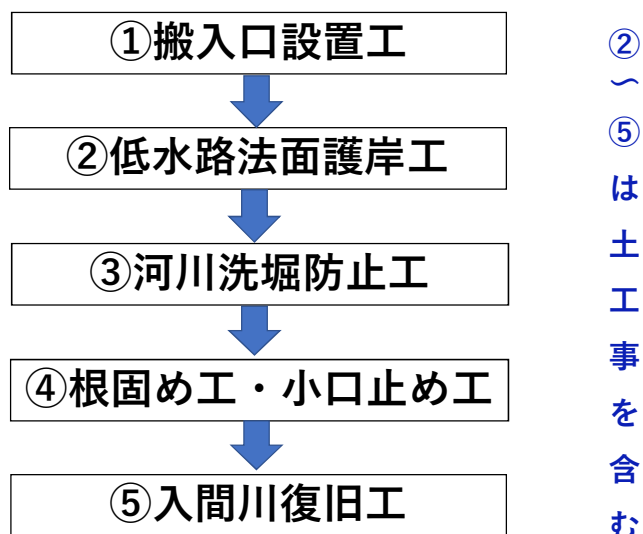 ①搬入口設置工
②低水路法面護岸工
③河川洗堀防止工
④根固め工・小口止め工
⑤入間川復旧工
②〜⑤は土工事を含む